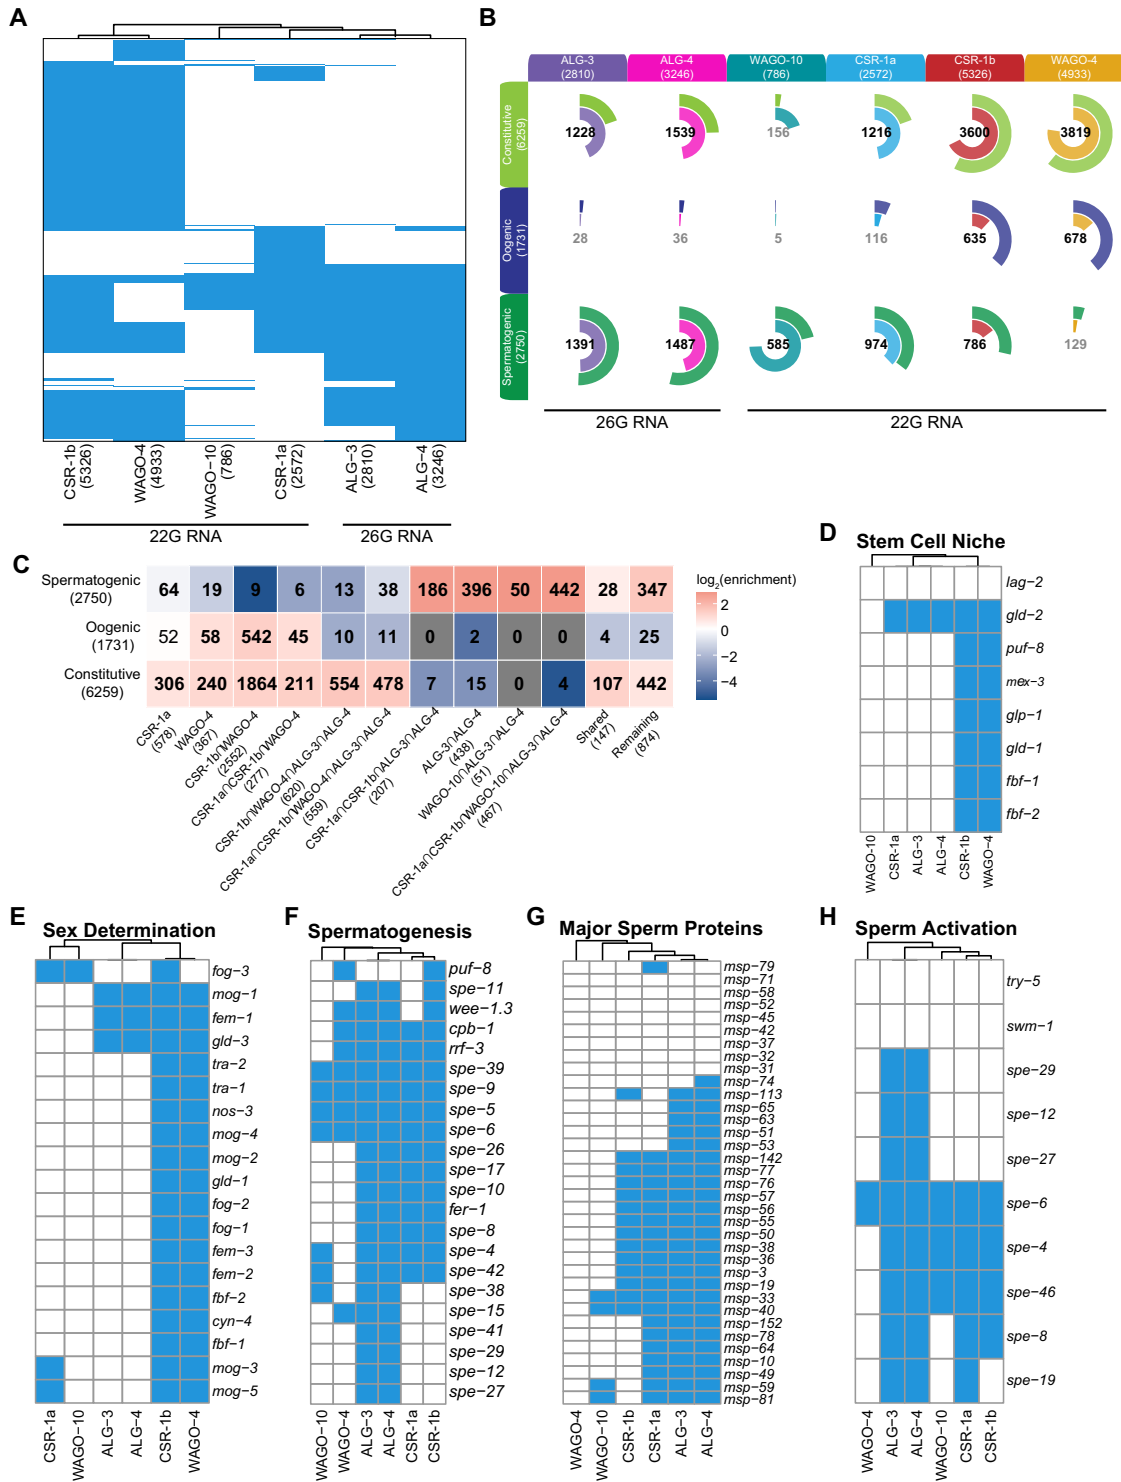 A
CSR-1b
(5326)
WAGO-4
(4933)
WAGO−10
(786)
CSR-1a
(2572)
ALG−3
(2810)
ALG−4
(3246)
22G RNA
26G RNA
B
ALG-3
(2810)
ALG-4
(3246)
WAGO-10
(786)
CSR-1a
(2572)
CSR-1b
(5326)
WAGO-4
(4933)
Constitutive
(6259)
1228
1539
156
1216
3600
3819
Oogenic
(1731)
28
36
5
116
635
678
Spermatogenic
(2750)
1391
1487
585
974
786
129
26G RNA
22G RNA
C
Spermatogenic
(2750)
64 19 9 6 13 38 186 396 50 442 28 347
Oogenic
(1731)
52 58 542 45 10 11 0 2 0 0 4 25
Constitutive
(6259)
306 240 1864 211 554 478 7 15 0 4 107 442
CSR-1a
(578)
WAGO-4
(367)
CSR-1b∩WAGO-4
(2552)
CSR-1a∩CSR-1b∩WAGO-4
(277)
CSR-1b∩WAGO-4∩ALG-3∩ALG-4
(620)
CSR-1a∩CSR-1b∩WAGO-4∩ALG-3∩ALG-4
(559)
CSR-1a∩CSR-1b∩ALG-3∩ALG-4
(207)
ALG-3∩ALG-4
(438)
WAGO-10∩ALG-3∩ALG-4
(51)
CSR-1a∩CSR-1b∩WAGO-10∩ALG-3∩ALG-4
(467)
Shared
(147)
Remaining
(874)
log2(enrichment)
2
0
−2
−4
D
Stem Cell Niche
lag−2
gld−2
puf−8
mex−3
glp−1
gld−1
fbf−1
fbf−2
WAGO-10
CSR-1a
ALG-3
ALG-4
CSR-1b
WAGO-4
E
Sex Determination
fog−3
mog−1
fem−1
gld−3
tra−2
tra−1
nos−3
mog−4
mog−2
gld−1
fog−2
fog−1
fem−3
fem−2
fbf−2
cyn−4
fbf−1
mog−3
mog−5
CSR-1a
WAGO-10
ALG-3
ALG-4
CSR-1b
WAGO-4
F
Spermatogenesis
puf−8
spe−11
wee−1.3
cpb−1
rrf−3
spe−39
spe−9
spe−5
spe−6
spe−26
spe−17
spe−10
fer−1
spe−8
spe−4
spe−42
spe−38
spe−15
spe−41
spe−29
spe−12
spe−27
WAGO-10
WAGO-4
ALG-3
ALG-4
CSR-1a
CSR-1b
G
Major Sperm Proteins
msp−79
msp−71
msp−58
msp−52
msp−45
msp−42
msp−37
msp−32
msp−31
msp−74
msp−113
msp−65
msp−63
msp−51
msp−53
msp−142
msp−77
msp−76
msp−57
msp−56
msp−55
msp−50
msp−38
msp−36
msp−3
msp−19
msp−33
msp−40
msp−152
msp−78
msp−64
msp−10
msp−49
msp−59
msp−81
WAGO-4
WAGO-10
CSR-1b
CSR-1a
ALG-3
ALG-4
H
Sperm Activation
try−5
swm−1
spe−29
spe−12
spe−27
spe−6
spe−4
spe−46
spe−8
spe−19
WAGO-4
ALG-3
ALG-4
WAGO-10
CSR-1a
CSR-1b